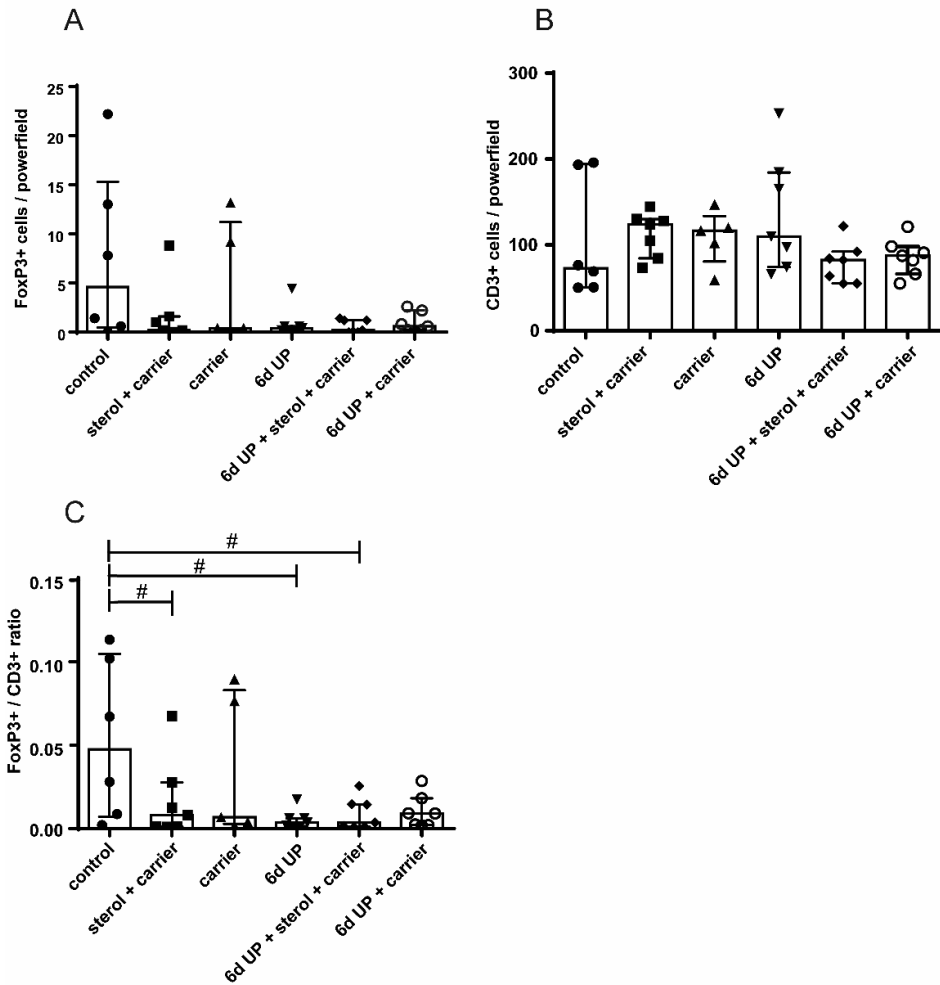 A
FoxP3+ cells / powerfield
25
20
15
10
5
0
control
sterol + carrier
carrier
6d UP
6d UP + sterol + carrier
6d UP + carrier
B
CD3+ cells / powerfield
300
200
100
0
control
sterol + carrier
carrier
6d UP
6d UP + sterol + carrier
6d UP + carrier
C
#
#
#
FoxP3+ / CD3+ ratio
0.15
0.10
0.05
0.00
control
sterol + carrier
carrier
6d UP
6d UP + sterol + carrier
6d UP + carrier